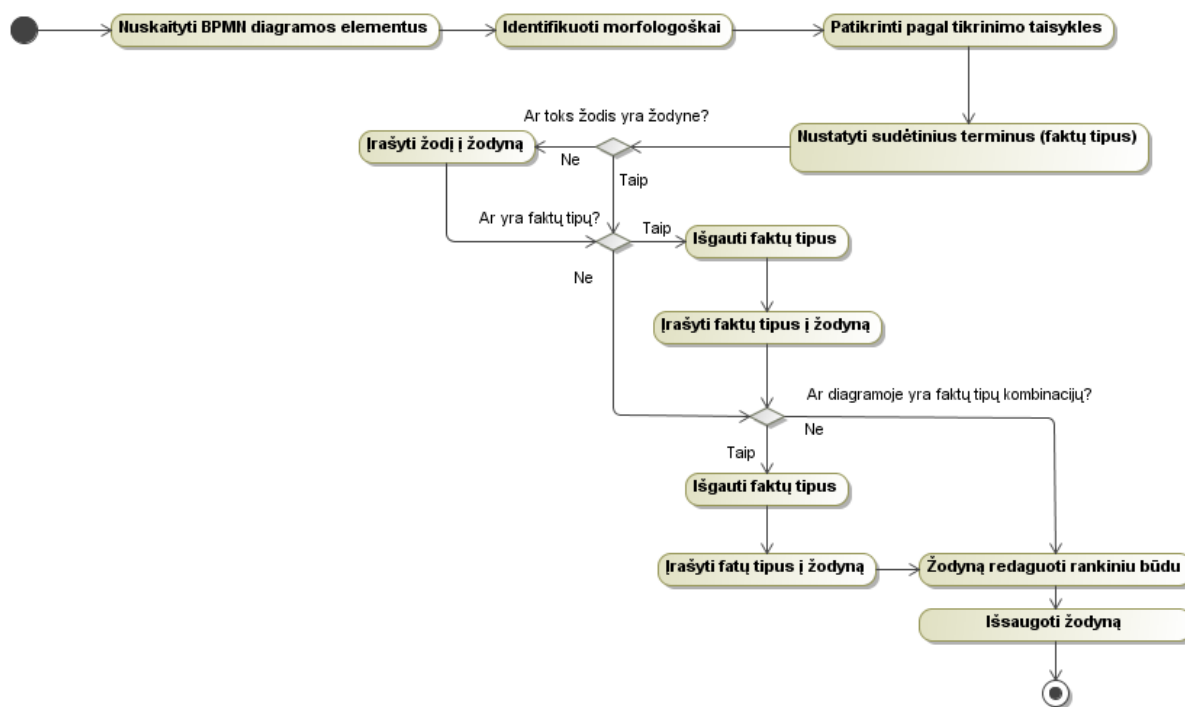 Nuskaityti BPMN diagramos elementus
Identifikuoti morfologoškai
Patikrinti pagal tikrinimo taisykles
Ar toks žodis yra žodyne?
Nustatyti sudėtinius terminus (faktų tipus)
Įrašyti žodį į žodyną
Ne
Taip
Ar yra faktų tipų?
Taip
Išgauti faktų tipus
Ne
Įrašyti faktų tipus į žodyną
Ar diagramoje yra faktų tipų kombinacijų?
Ne
Taip
Išgauti faktų tipus
Įrašyti fatų tipus į žodyną
Žodyną redaguoti rankiniu būdu
Išsaugoti žodyną